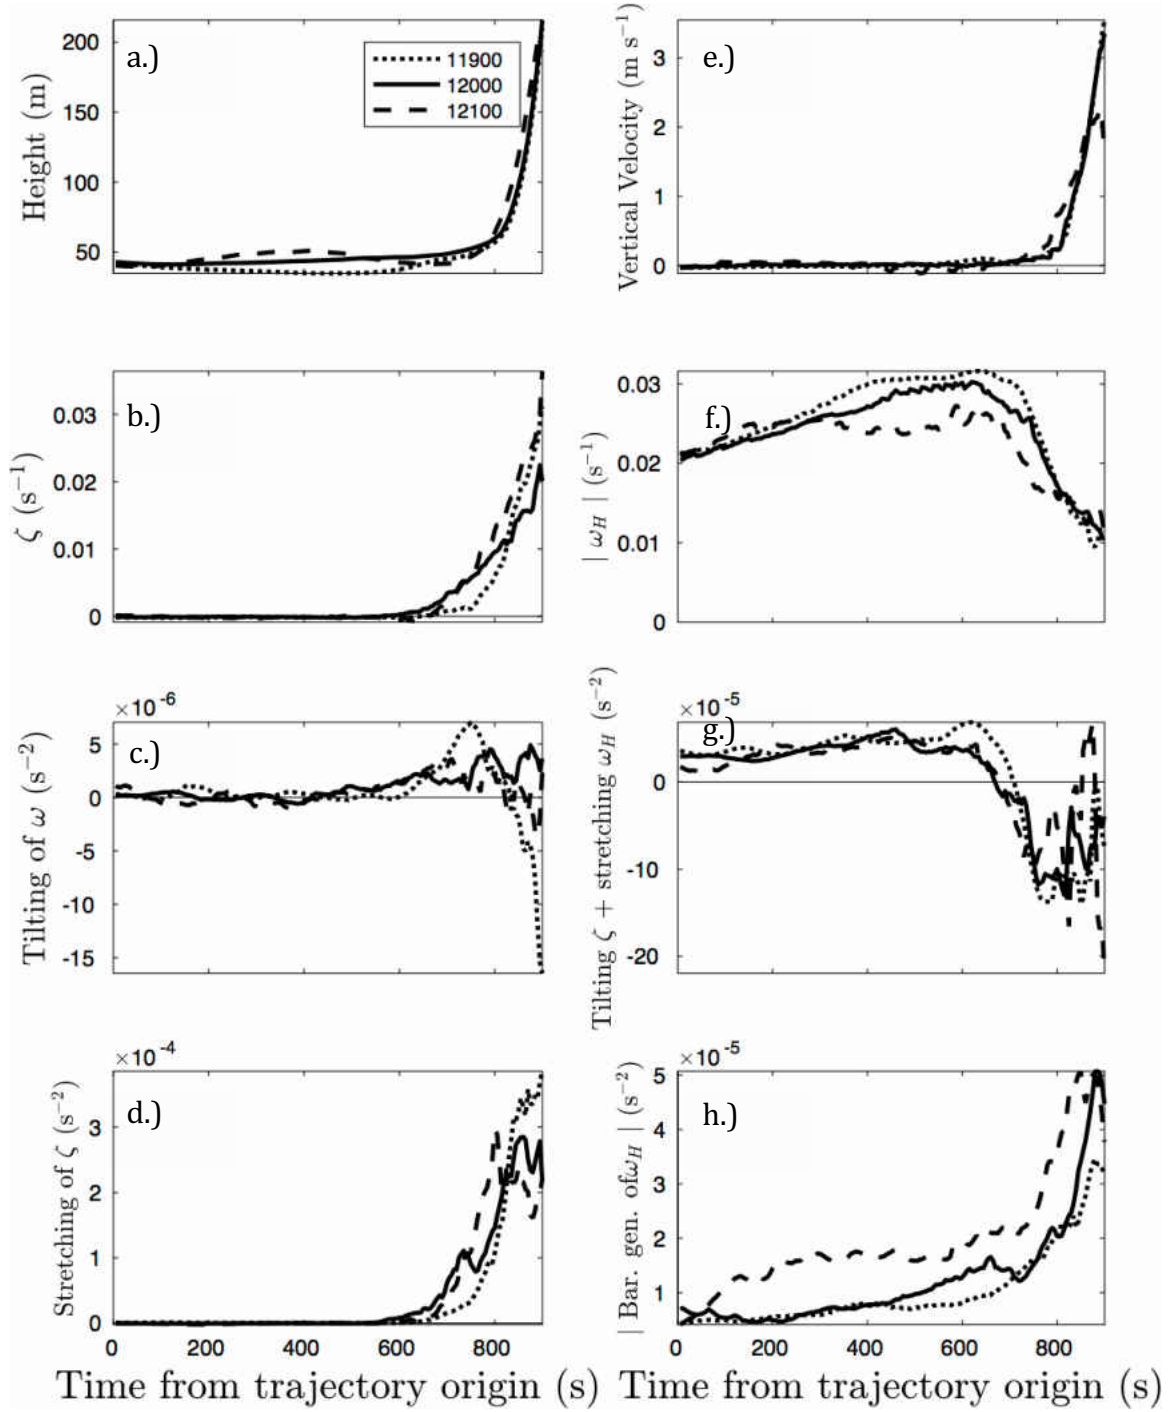 a.)
Height (m)
200
150
100
50
11900
12000
12100
e.)
Vertical Velocity (m s⁻¹)
3
2
1
0
b.)
ζ (s⁻¹)
0.03
0.02
0.01
0
f.)
| ω_H | (s⁻¹)
0.03
0.02
0.01
0
×10⁻⁶
c.)
Tilting of ω (s⁻²)
5
0
-5
-10
-15
×10⁻⁵
g.)
Tilting ζ + stretching ω_H (s⁻²)
0
-10
-20
×10⁻⁴
d.)
Stretching of ζ (s⁻²)
3
2
1
0
0 200 400 600 800
Time from trajectory origin (s)
×10⁻⁵
h.)
| Bar. gen. ofω_H | (s⁻²)
5
4
3
2
1
0 200 400 600 800
Time from trajectory origin (s)